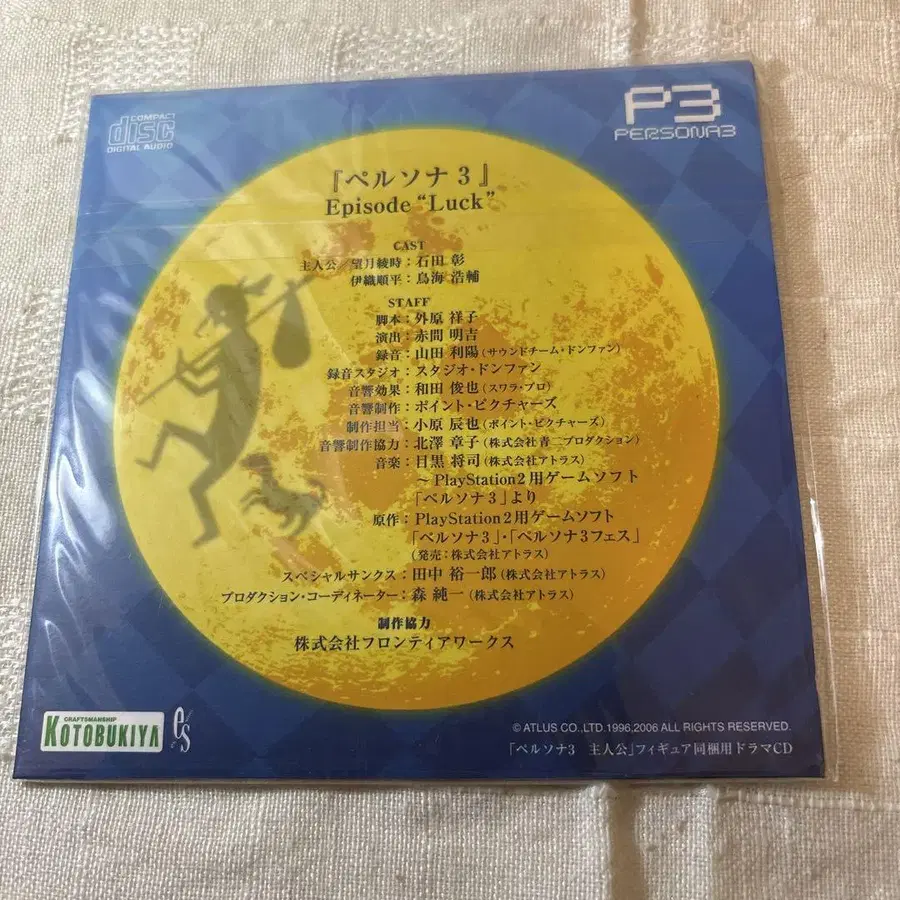 COMPACT
disc
DIGITAL AUDIO
P3
PERSONA3
『ペルソナ3』
Episode “Luck”
CAST
主人公／望月綾時：石田 彰
伊織順平：鳥海 浩輔
STAFF
脚本：外原 祥子
演出：赤間 明吉
録音：山田 利陽（サウンドチーム・ドンファン）
録音スタジオ：スタジオ・ドンファン
音響効果：和田 俊也（スワラ・プロ）
音響制作：ポイント・ピクチャーズ
制作担当：小原 辰也（ポイント・ピクチャーズ）
音響制作協力：北澤 章子（株式会社青二プロダクション）
音楽：目黒 将司（株式会社アトラス）
～PlayStation2用ゲームソフト
「ペルソナ3」より
原作：PlayStation2用ゲームソフト
「ペルソナ3」・「ペルソナ3フェス」
（発売：株式会社アトラス）
スペシャルサンクス：田中 裕一郎（株式会社アトラス）
プロダクション・コーディネーター：森 純一（株式会社アトラス）
制作協力
株式会社フロンティアワークス
CRAFTSMANSHIP
KOTOBUKIYA
e's
© ATLUS CO.,LTD.1996,2006 ALL RIGHTS RESERVED.
「ペルソナ3　主人公」フィギュア同梱用ドラマCD